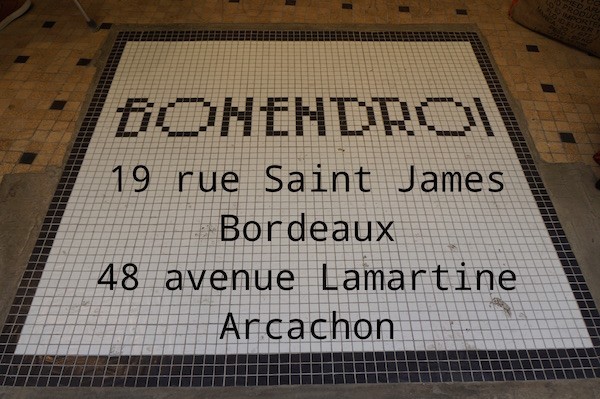 BONENDROI
19 rue Saint James
Bordeaux
48 avenue Lamartine
Arcachon